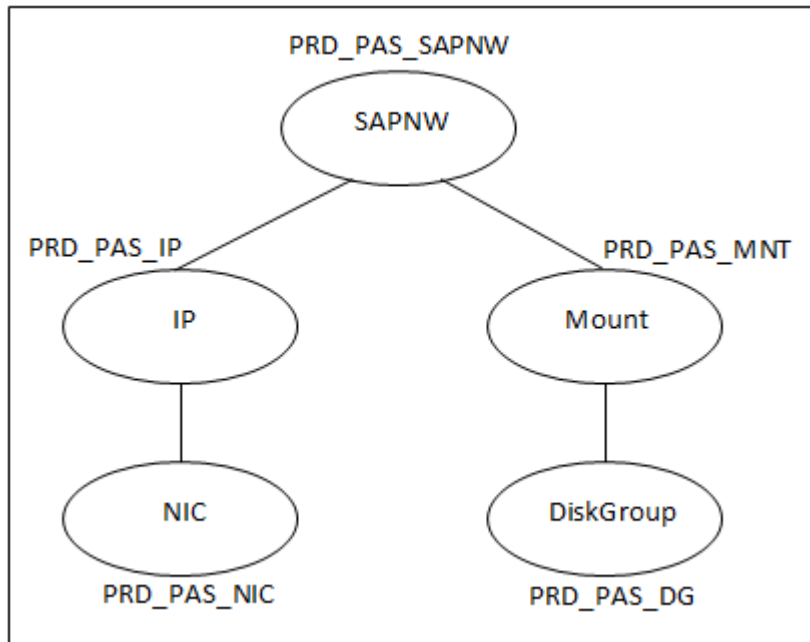 PRD_PAS_SAPNW
SAPNW
PRD_PAS_IP
PRD_PAS_MNT
IP
Mount
NIC
DiskGroup
PRD_PAS_NIC
PRD_PAS_DG